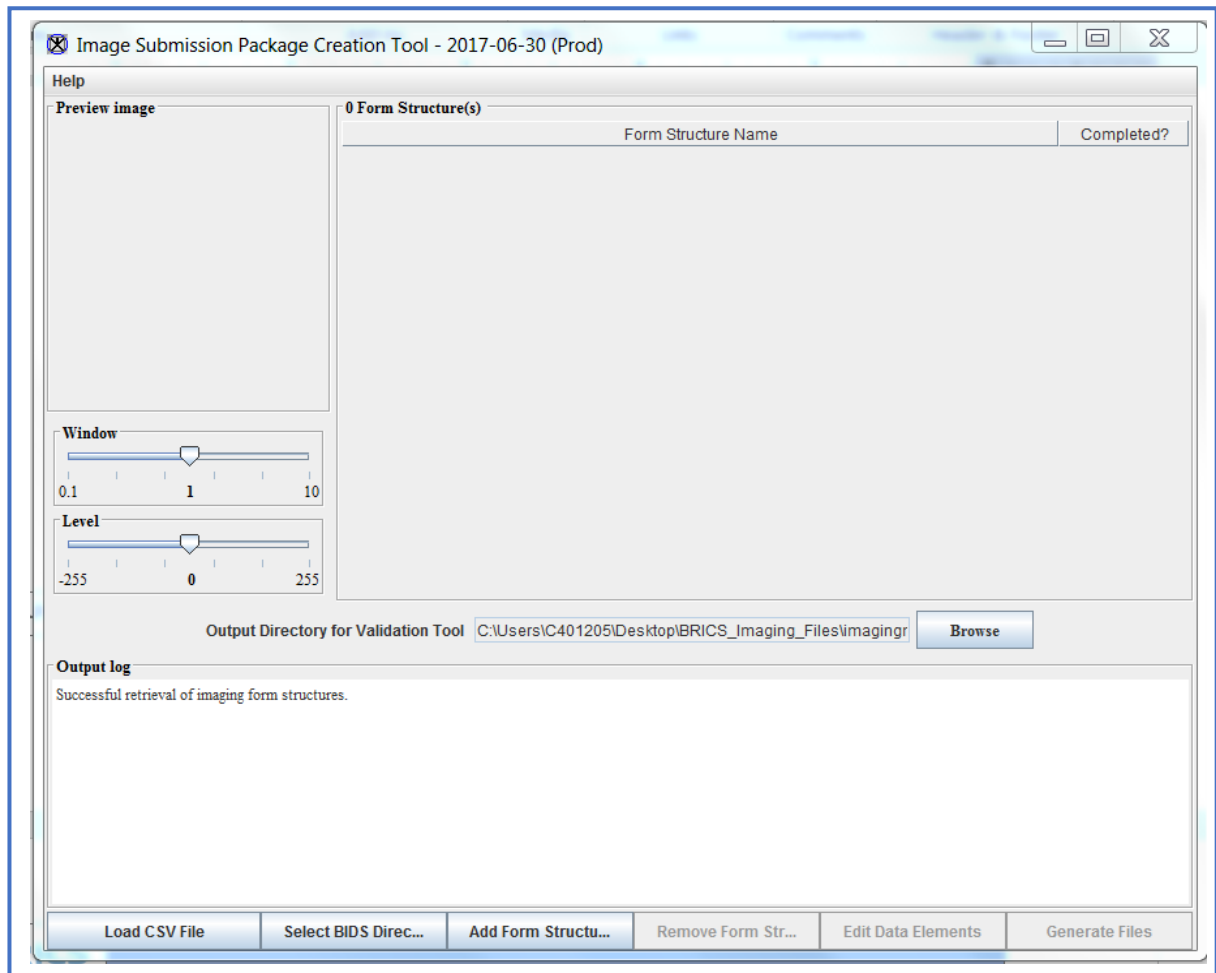 Image Submission Package Creation Tool - 2017-06-30 (Prod)
Help
Preview image
0 Form Structure(s)
Form Structure Name
Completed?
Window
0.1 1 10
Level
-255 0 255
Output Directory for Validation Tool C:\Users\C401205\Desktop\BRICS_Imaging_Files\imagingr Browse
Output log
Successful retrieval of imaging form structures.
Load CSV File Select BIDS Direc... Add Form Structu... Remove Form Str... Edit Data Elements Generate Files